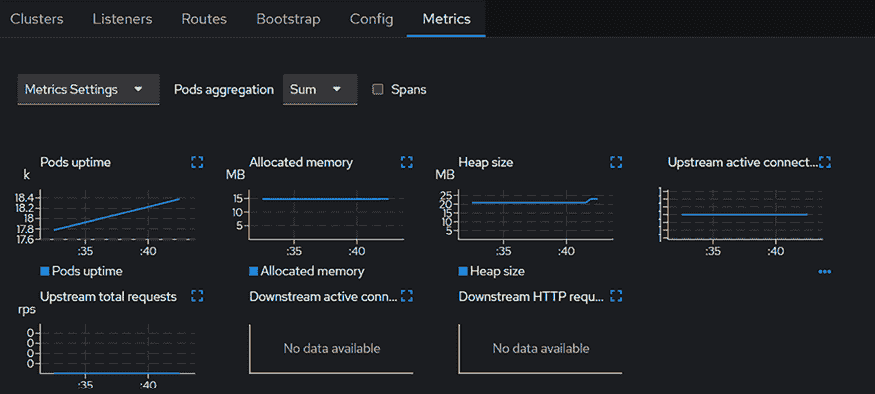 Clusters Listeners Routes Bootstrap Config Metrics
Metrics Settings Pods aggregation Sum Spans
Pods uptime
k
18.4
18.2
18
17.8
17.6
:35 :40
Pods uptime
Allocated memory
MB
15
10
5
:35 :40
Allocated memory
Heap size
MB
25
20
15
10
5
:35 :40
Heap size
Upstream active connect...
:35 :40
Upstream total requests
rps
0
0
0
0
:35 :40
Downstream active conn...
No data available
Downstream HTTP requ...
No data available